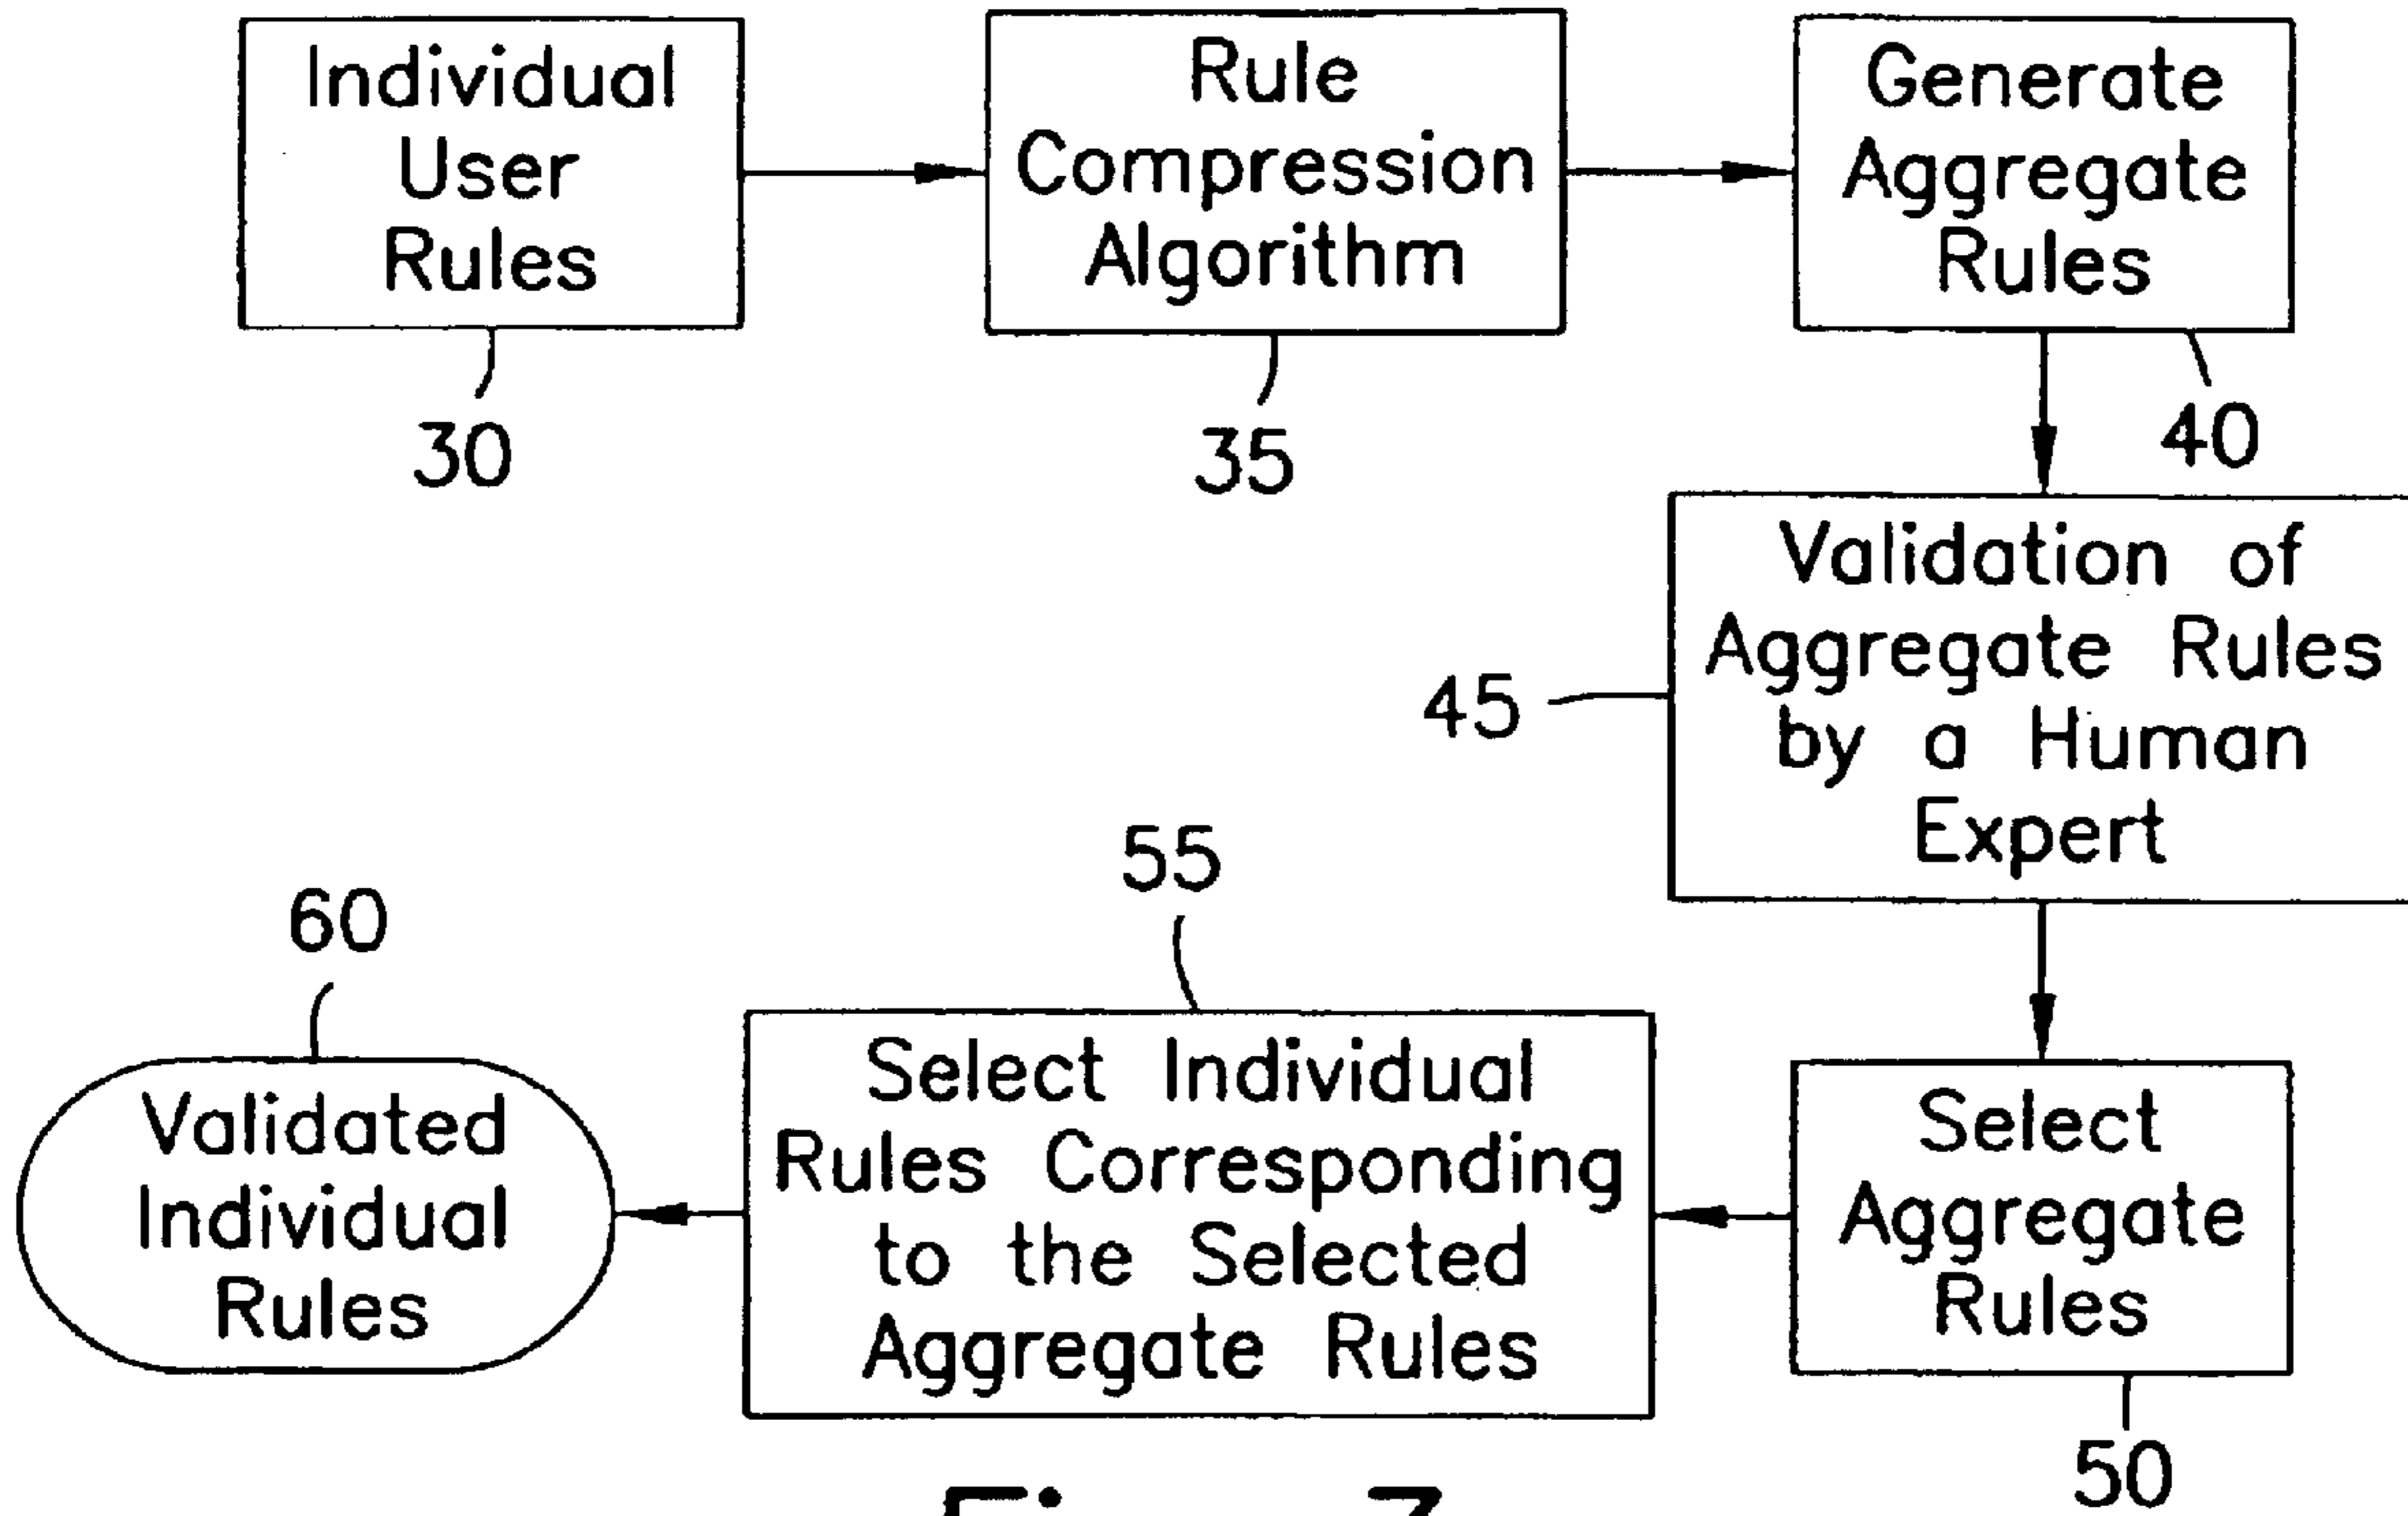 Individual
User
Rules
30
Rule
Compression
Algorithm
35
Generate
Aggregate
Rules
40
Validation of
Aggregate Rules
by a Human
Expert
45
Select
Aggregate
Rules
50
Select Individual
Rules Corresponding
to the Selected
Aggregate Rules
55
Validated
Individual
Rules
60